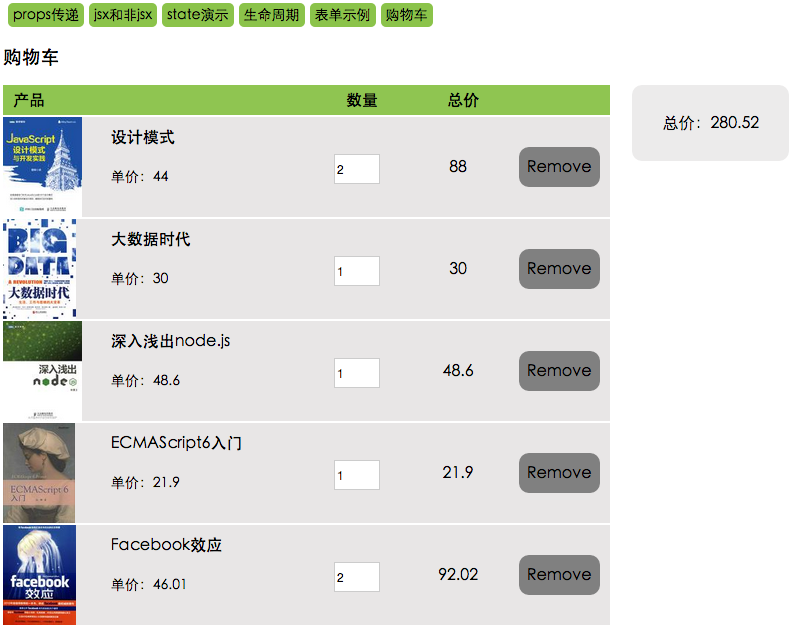 props传递 jsx和非jsx state演示 生命周期 表单示例 购物车
购物车
产品 数量 总价
总价：280.52
JavaScript
设计模式
与开发实践
设计模式
单价：44
2
88
Remove
BIG
DATA
A REVOLUTION
大数据时代
大数据时代
单价：30
1
30
Remove
深入浅出
node
深入浅出node.js
单价：48.6
1
48.6
Remove
ECMAScript 6
入门
ECMAScript6入门
单价：21.9
1
21.9
Remove
facebook
效应
Facebook效应
单价：46.01
2
92.02
Remove